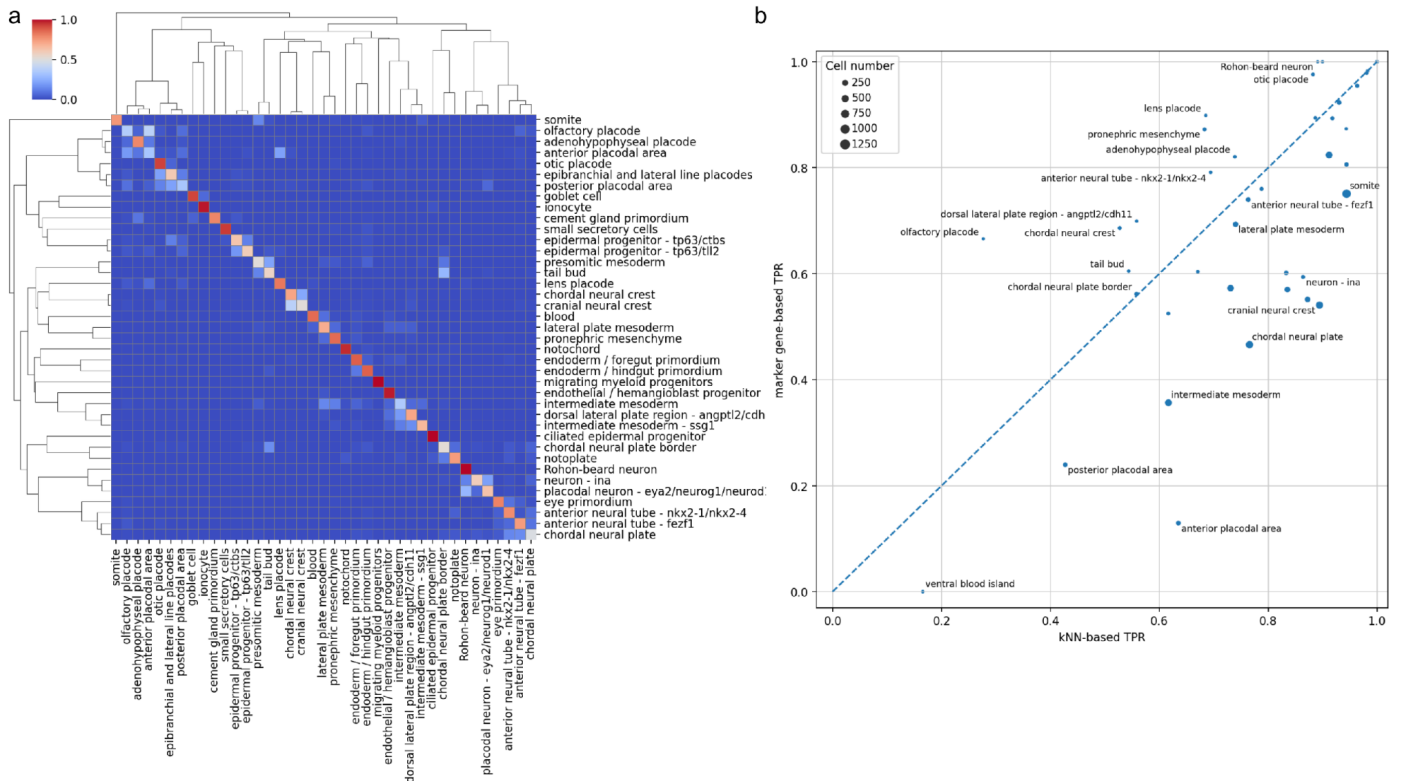 a
1.0
0.5
0.0
somite
olfactory placode
adenohypophyseal placode
anterior placodal area
otic placode
epibranchial and lateral line placodes
posterior placodal area
goblet cell
ionocyte
cement gland primordium
small secretory cells
epidermal progenitor - tp63/ctbs
epidermal progenitor - tp63/tll2
presomitic mesoderm
tail bud
lens placode
chordal neural crest
cranial neural crest
blood
lateral plate mesoderm
pronephric mesenchyme
notochord
endoderm / foregut primordium
endoderm / hindgut primordium
migrating myeloid progenitors
endothelial / hemangioblast progenitor
intermediate mesoderm
dorsal lateral plate region - angptl2/cdh
intermediate mesoderm - ssg1
ciliated epidermal progenitor
chordal neural plate border
notoplate
Rohon-beard neuron
neuron - ina
placodal neuron - eya2/neurog1/neurod:
eye primordium
anterior neural tube - nkx2-1/nkx2-4
anterior neural tube - fezf1
chordal neural plate
somite
olfactory placode
adenohypophyseal placode
anterior placodal area
otic placode
epibranchial and lateral line placodes
posterior placodal area
goblet cell
ionocyte
cement gland primordium
small secretory cells
epidermal progenitor - tp63/ctbs
epidermal progenitor - tp63/tll2
presomitic mesoderm
tail bud
lens placode
chordal neural crest
cranial neural crest
blood
lateral plate mesoderm
pronephric mesenchyme
notochord
endoderm / foregut primordium
endoderm / hindgut primordium
migrating myeloid progenitors
endothelial / hemangioblast progenitor
intermediate mesoderm
dorsal lateral plate region - angptl2/cdh11
intermediate mesoderm - ssg1
ciliated epidermal progenitor
chordal neural plate border
notoplate
Rohon-beard neuron
neuron - ina
placodal neuron - eya2/neurog1/neurod1
eye primordium
anterior neural tube - nkx2-1/nkx2-4
anterior neural tube - fezf1
chordal neural plate
b
Cell number
250
500
750
1000
1250
Rohon-beard neuron
otic placode
lens placode
pronephric mesenchyme
adenohypophyseal placode
anterior neural tube - nkx2-1/nkx2-4
somite
anterior neural tube - fezf1
dorsal lateral plate region - angptl2/cdh11
olfactory placode
chordal neural crest
lateral plate mesoderm
tail bud
chordal neural plate border
neuron - ina
cranial neural crest
chordal neural plate
intermediate mesoderm
posterior placodal area
anterior placodal area
ventral blood island
1.0
0.8
0.6
0.4
0.2
0.0
marker gene-based TPR
0.0
0.2
0.4
0.6
0.8
1.0
kNN-based TPR